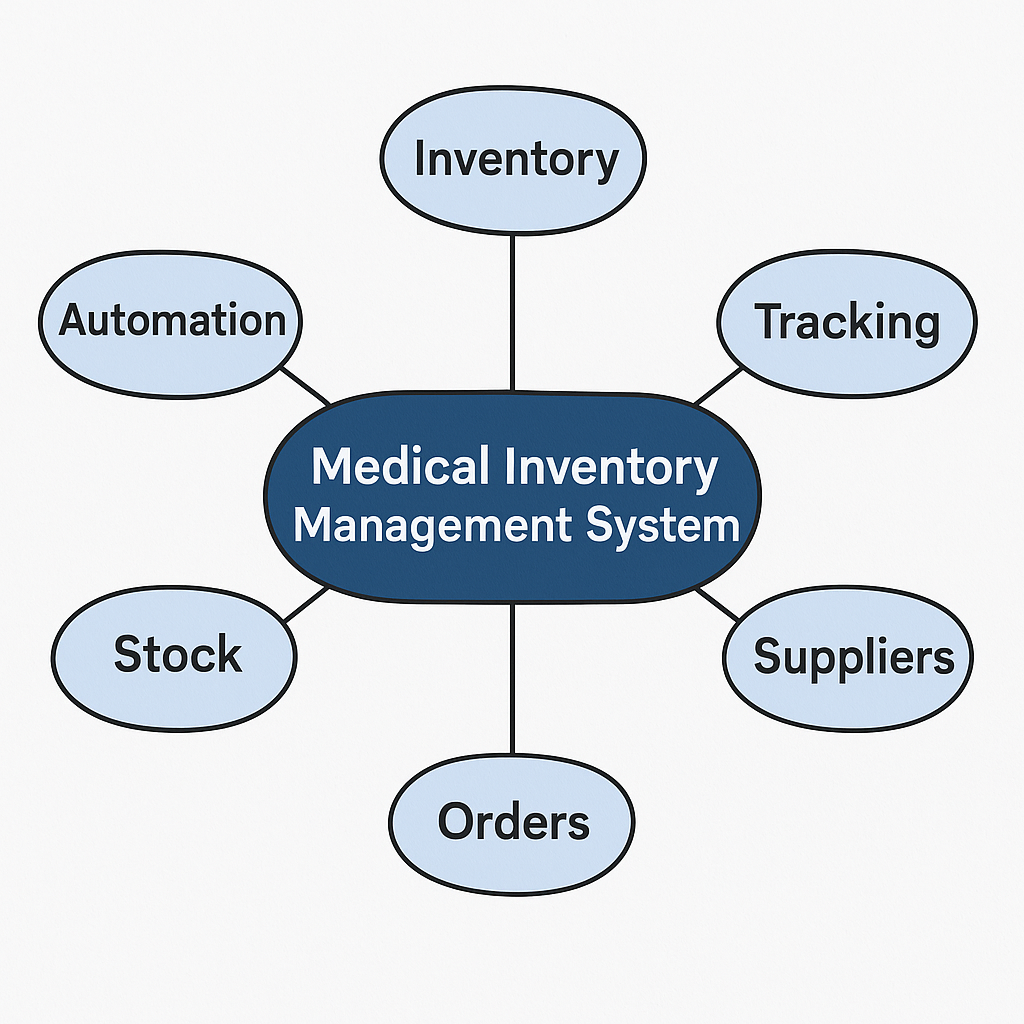 Inventory
Automation
Tracking
Medical Inventory
Management System
Stock
Suppliers
Orders